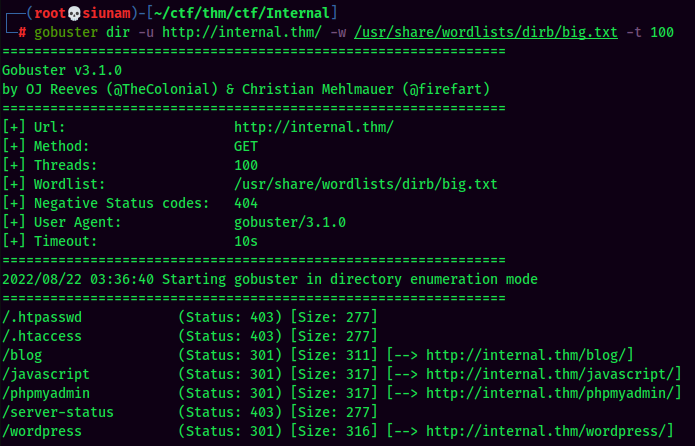 ┌──(root💀siunam)-[~/ctf/thm/ctf/Internal]
└─# gobuster dir -u http://internal.thm/ -w /usr/share/wordlists/dirb/big.txt -t 100
===============================================================
Gobuster v3.1.0
by OJ Reeves (@TheColonial) & Christian Mehlmauer (@firefart)
===============================================================
[+] Url:                     http://internal.thm/
[+] Method:                  GET
[+] Threads:                 100
[+] Wordlist:                /usr/share/wordlists/dirb/big.txt
[+] Negative Status codes:   404
[+] User Agent:              gobuster/3.1.0
[+] Timeout:                 10s
===============================================================
2022/08/22 03:36:40 Starting gobuster in directory enumeration mode
===============================================================
/.htpasswd            (Status: 403) [Size: 277]
/.htaccess            (Status: 403) [Size: 277]
/blog                 (Status: 301) [Size: 311] [--> http://internal.thm/blog/]
/javascript           (Status: 301) [Size: 317] [--> http://internal.thm/javascript/]
/phpmyadmin           (Status: 301) [Size: 317] [--> http://internal.thm/phpmyadmin/]
/server-status        (Status: 403) [Size: 277]
/wordpress            (Status: 301) [Size: 316] [--> http://internal.thm/wordpress/]